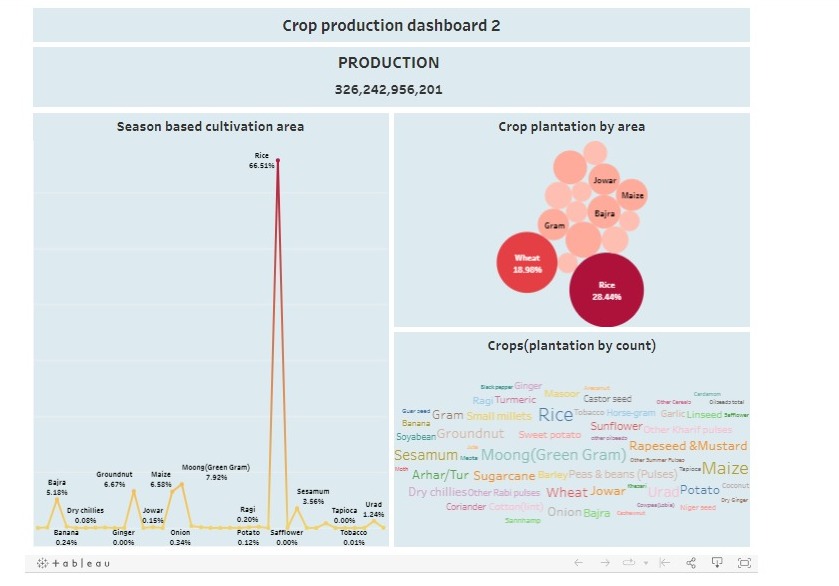 Crop production dashboard 2
PRODUCTION
326,242,956,201
Season based cultivation area
Rice
66.51%
Bajra
5.18%
Dry chillies
0.08%
Banana
0.24%
Groundnut
6.67%
Ginger
0.00%
Jowar
0.15%
Maize
6.58%
Onion
0.34%
Moong(Green Gram)
7.92%
Ragi
0.20%
Potato
0.12%
Safflower
0.00%
Sesamum
3.56%
Tapioca
0.00%
Tobacco
0.01%
Urad
1.24%
Crop plantation by area
Jowar
Maize
Bajra
Gram
Wheat
18.98%
Rice
28.44%
Crops(plantation by count)
Black pepper Ginger Arecanut
Ragi Turmeric Masoor Castor seed Cardamom
Other Cereals Oilseeds total
Guar seed Gram Small millets Rice Tobacco Horse-gram Garlic Linseed Safflower
Banana
Soyabean Groundnut Sweet potato Sunflower Other Kharif pulses
other oilseeds
Jute Rapeseed &Mustard
Sesamum Mesta Moong(Green Gram) Other Summer Pulses
Moth Arhar/Tur Sugarcane Barley Peas & beans (Pulses) Tapioca Maize
Dry chillies Other Rabi pulses Wheat Jowar Khesari Urad Potato Coconut
Dry Ginger
Coriander Cotton(lint) Onion Bajra Cowpea(Lobia) Niger seed
Sannhamp Cashewnut
+ a b l e a u